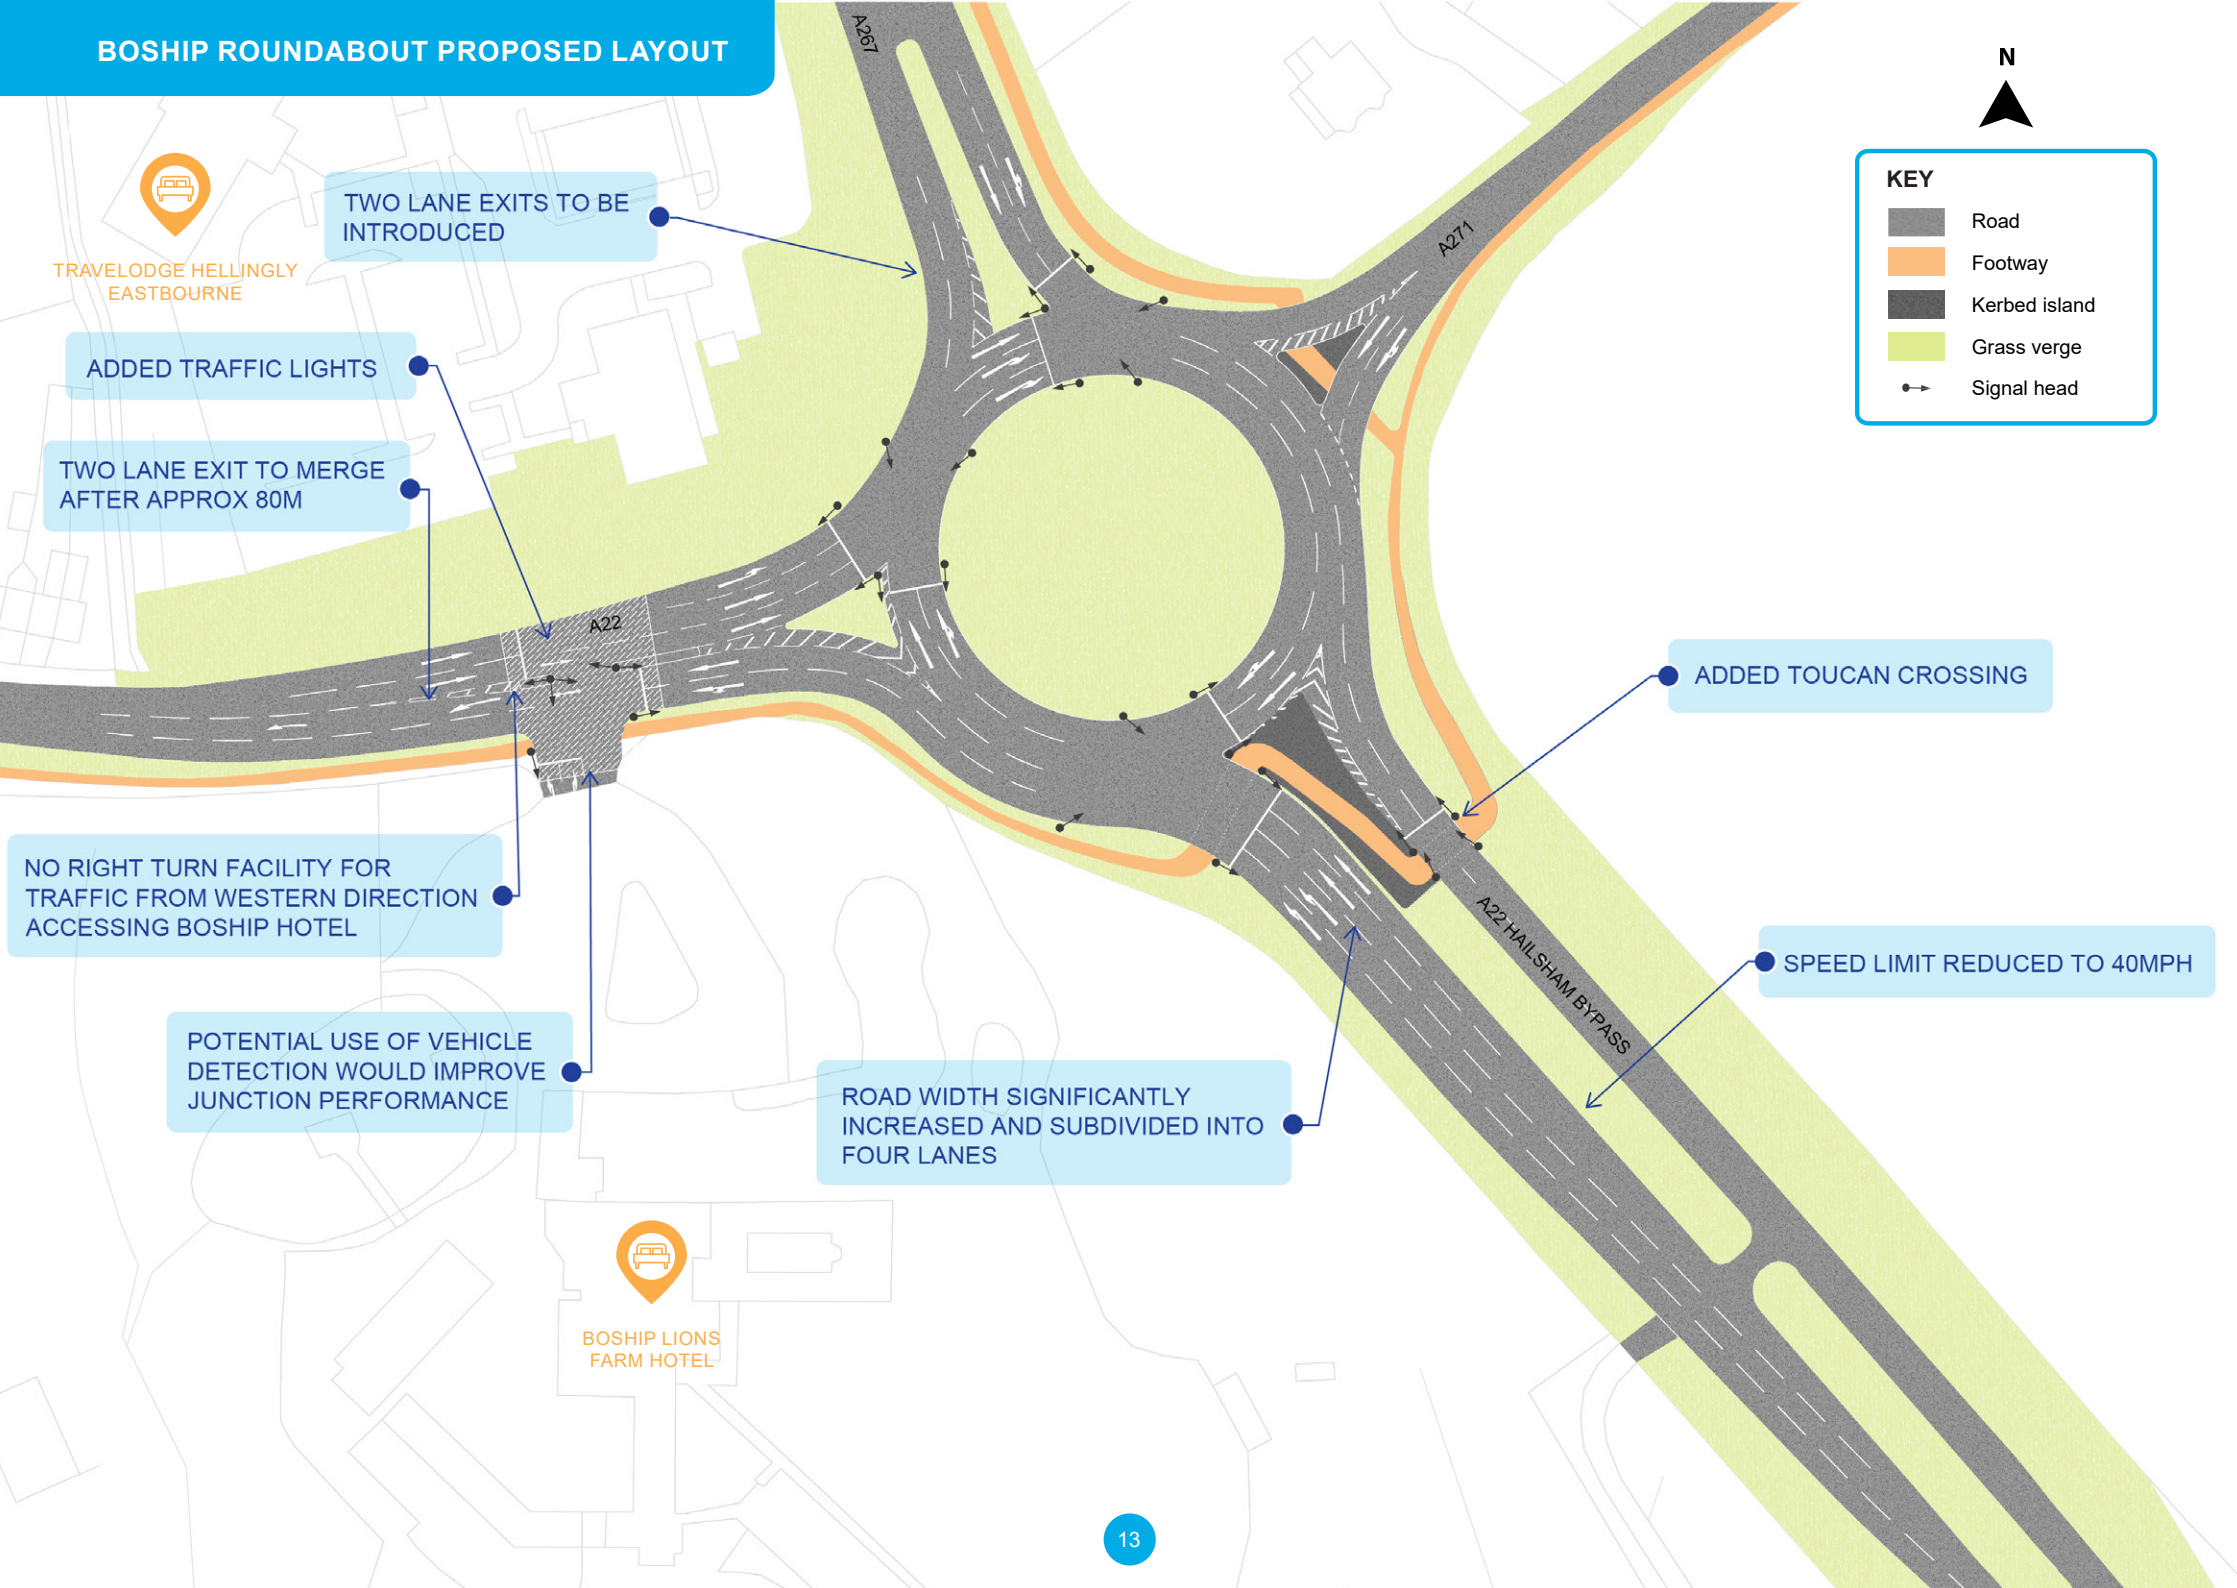 BOSHIP ROUNDABOUT PROPOSED LAYOUT
A267
N
KEY
Road
Footway
Kerbed island
Grass verge
Signal head
TWO LANE EXITS TO BE
INTRODUCED
A271
TRAVELODGE HELLINGLY
EASTBOURNE
ADDED TRAFFIC LIGHTS
TWO LANE EXIT TO MERGE
AFTER APPROX 80M
A22
ADDED TOUCAN CROSSING
NO RIGHT TURN FACILITY FOR
TRAFFIC FROM WESTERN DIRECTION
ACCESSING BOSHIP HOTEL
A22 HAILSHAM BYPASS
SPEED LIMIT REDUCED TO 40MPH
POTENTIAL USE OF VEHICLE
DETECTION WOULD IMPROVE
JUNCTION PERFORMANCE
ROAD WIDTH SIGNIFICANTLY
INCREASED AND SUBDIVIDED INTO
FOUR LANES
BOSHIP LIONS
FARM HOTEL
13